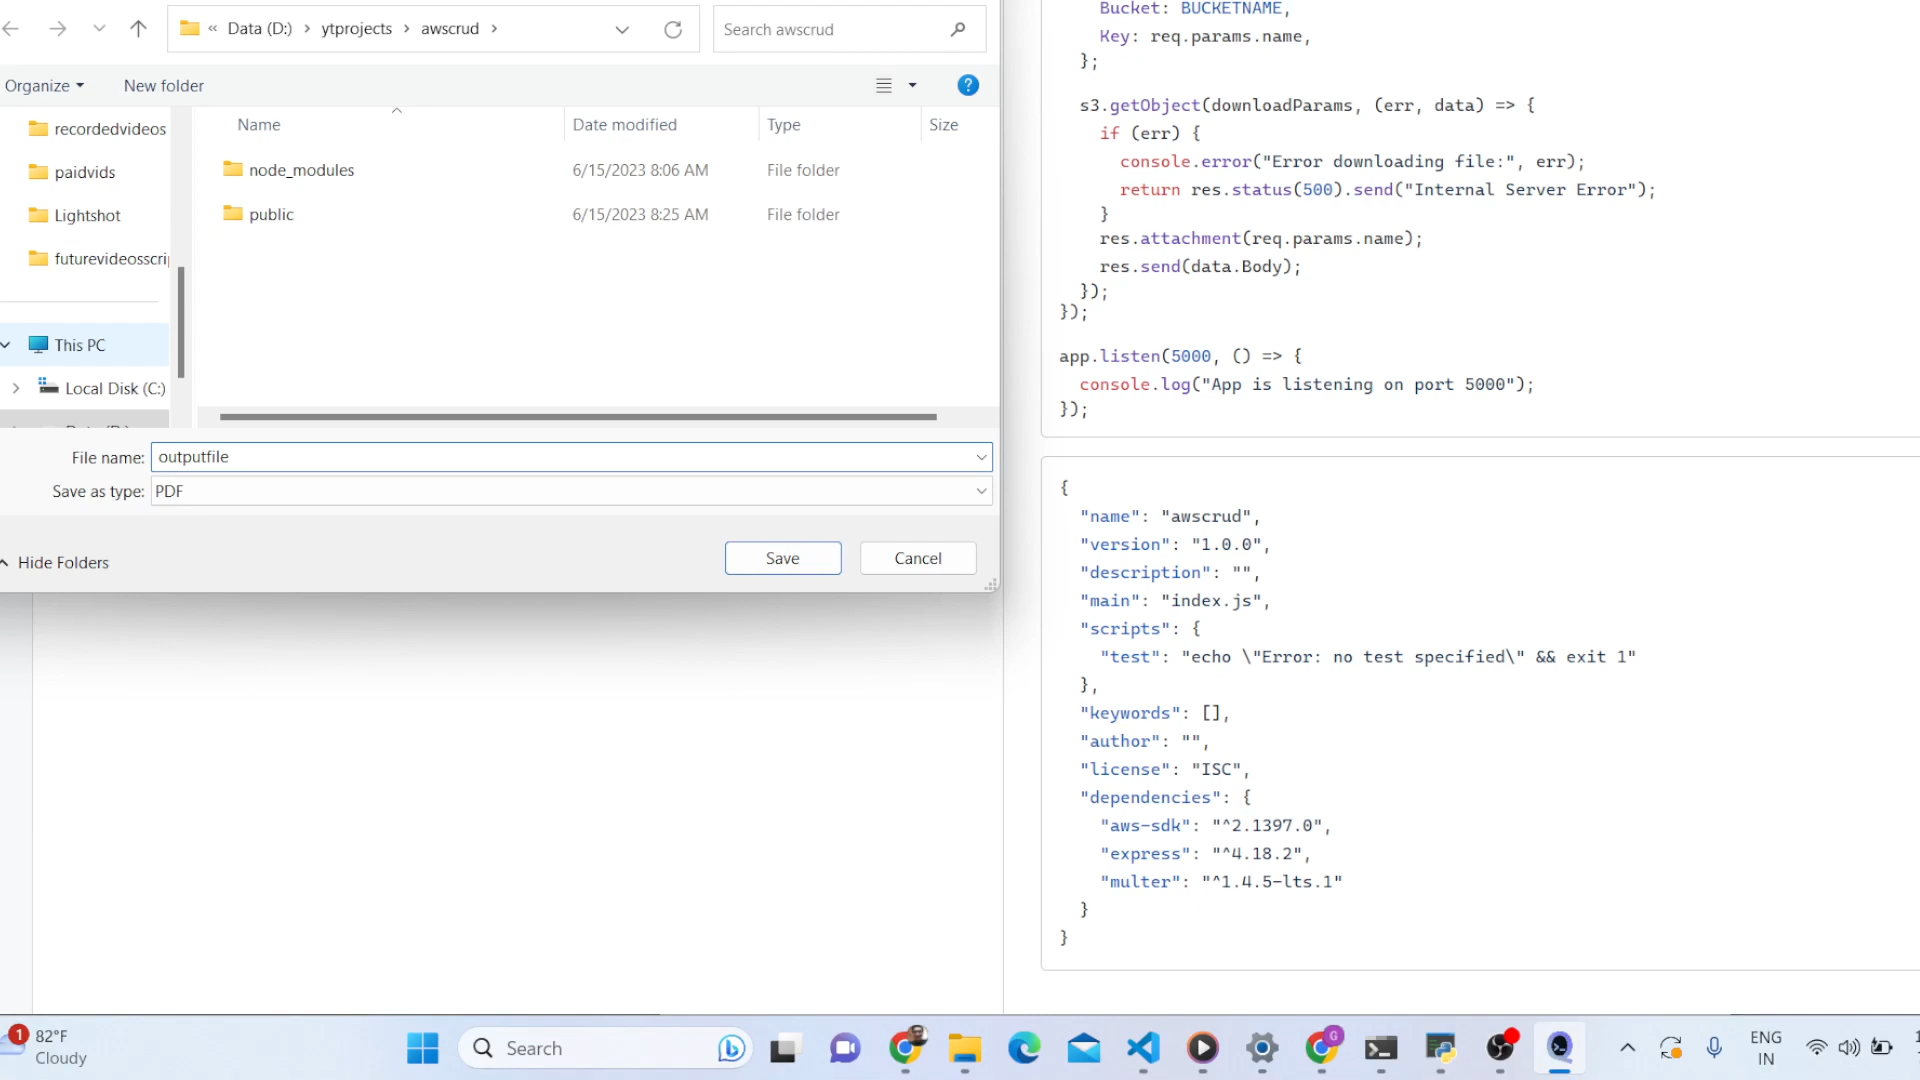 « Data (D:) › ytprojects › awscrud ›
Search awscrud
Organize
New folder
?
Name
Date modified
Type
Size
recordedvideos
paidvids
Lightshot
futurevideosscri
This PC
Local Disk (C:)
node_modules
6/15/2023 8:06 AM
File folder
public
6/15/2023 8:25 AM
File folder
File name: outputfile
Save as type: PDF
Hide Folders
Save
Cancel
Bucket: BUCKETNAME,
Key: req.params.name,
};
s3.getObject(downloadParams, (err, data) => {
if (err) {
console.error("Error downloading file:", err);
return res.status(500).send("Internal Server Error");
}
res.attachment(req.params.name);
res.send(data.Body);
});
});
app.listen(5000, () => {
console.log("App is listening on port 5000");
});
{
"name": "awscrud",
"version": "1.0.0",
"description": "",
"main": "index.js",
"scripts": {
"test": "echo \"Error: no test specified\" && exit 1"
},
"keywords": [],
"author": "",
"license": "ISC",
"dependencies": {
"aws-sdk": "^2.1397.0",
"express": "^4.18.2",
"multer": "^1.4.5-lts.1"
}
}
1
82°F
Cloudy
Search
G
ENG
IN